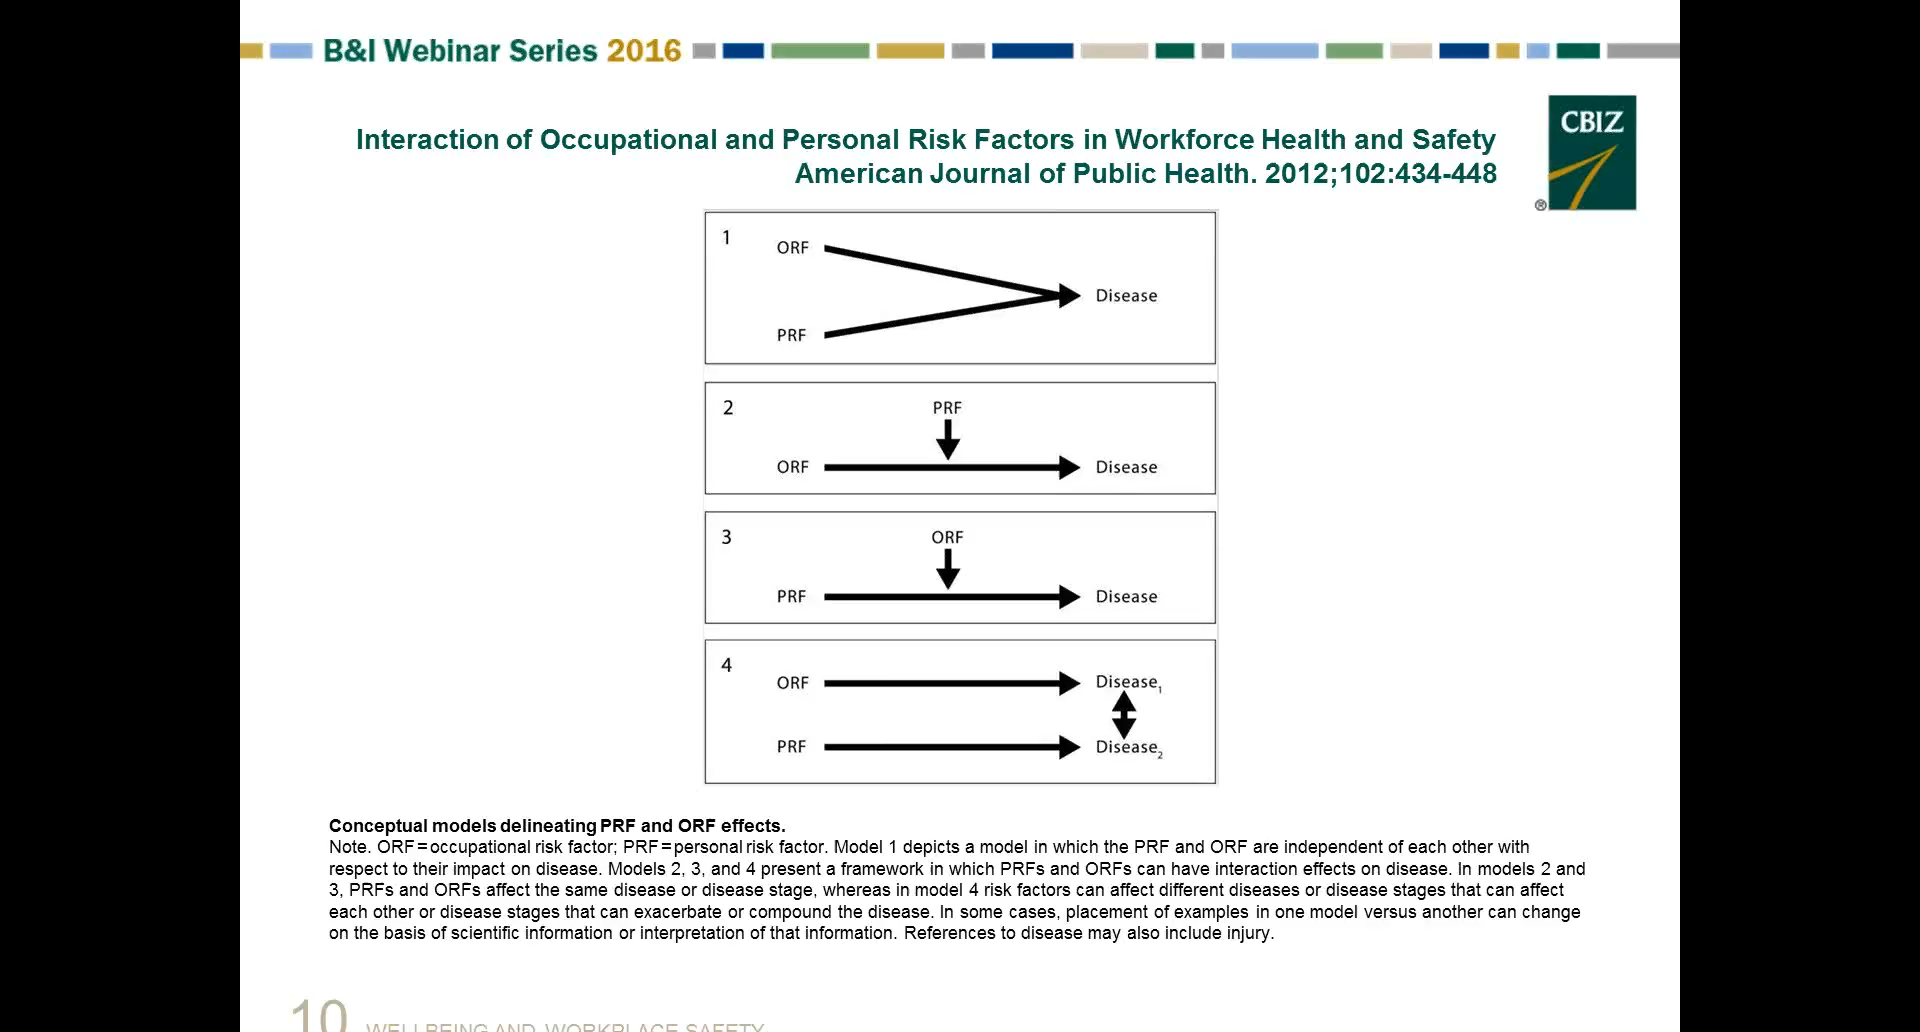 B&I Webinar Series 2016
CBIZ
®
Interaction of Occupational and Personal Risk Factors in Workforce Health and Safety
American Journal of Public Health. 2012;102:434-448
1
ORF
Disease
PRF
2
PRF
ORF
Disease
3
ORF
PRF
Disease
4
ORF
Disease₁
PRF
Disease₂
Conceptual models delineating PRF and ORF effects.
Note. ORF=occupational risk factor; PRF=personal risk factor. Model 1 depicts a model in which the PRF and ORF are independent of each other with
respect to their impact on disease. Models 2, 3, and 4 present a framework in which PRFs and ORFs can have interaction effects on disease. In models 2 and
3, PRFs and ORFs affect the same disease or disease stage, whereas in model 4 risk factors can affect different diseases or disease stages that can affect
each other or disease stages that can exacerbate or compound the disease. In some cases, placement of examples in one model versus another can change
on the basis of scientific information or interpretation of that information. References to disease may also include injury.
10 WELLBEING AND WORKPLACE SAFETY